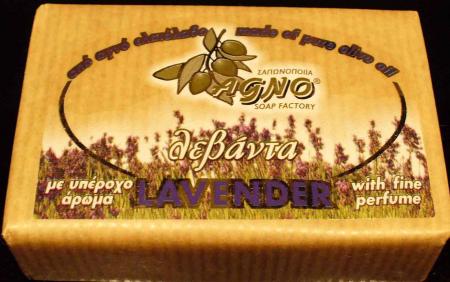 από αγνό ελαιόλαδο made of pure olive oil
ΣΑΠΩΝΟΠΟΙΙΑ
AGNO®
SOAP FACTORY
λεβάντα
LAVENDER
με υπέροχο
άρωμα
with fine
perfume